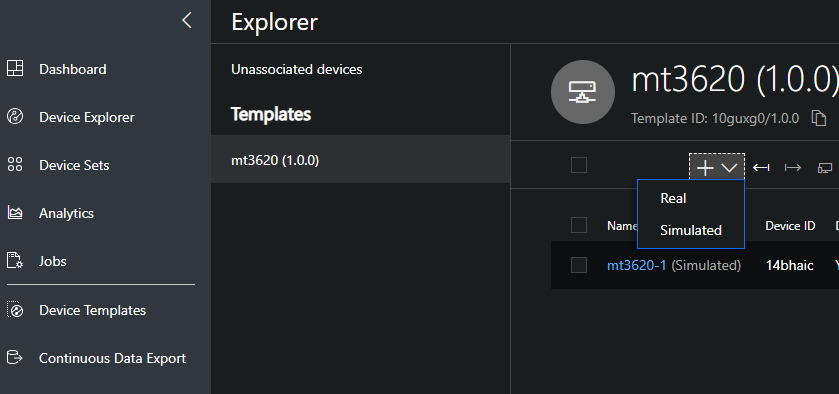 Explorer
Dashboard
Device Explorer
Device Sets
Analytics
Jobs
Device Templates
Continuous Data Export
Unassociated devices
Templates
mt3620 (1.0.0)
mt3620 (1.0.0)
Template ID: 10guxg0/1.0.0
Real
Simulated
Name Device ID
mt3620-1 (Simulated) 14bhaic